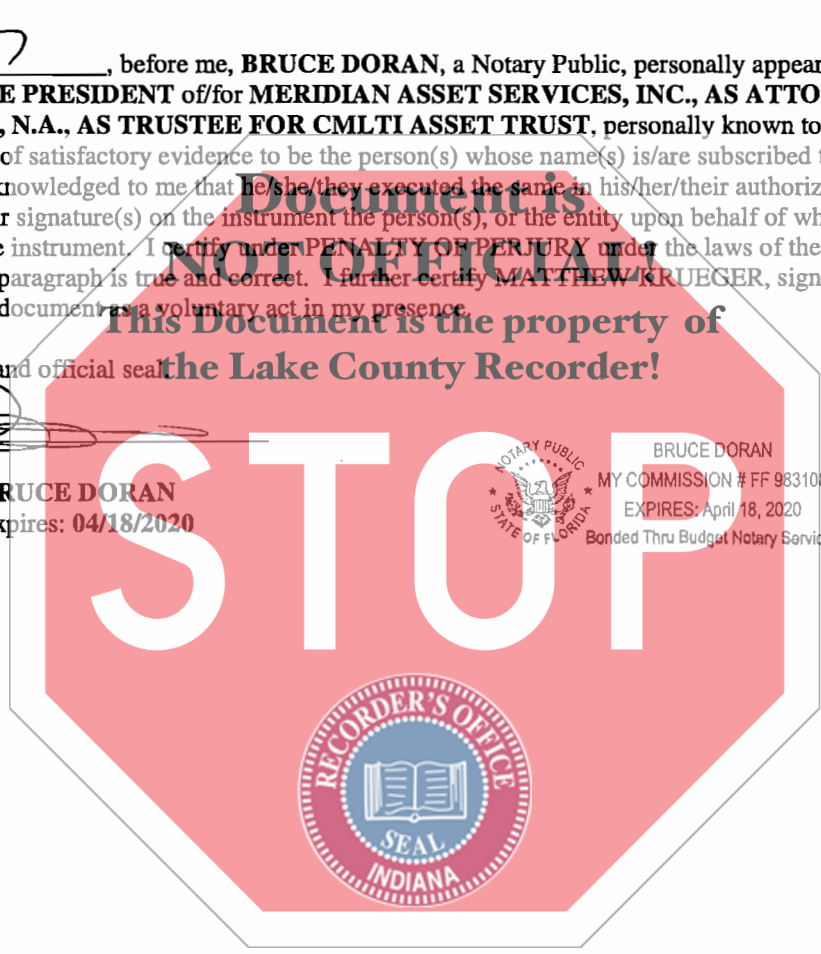 , before me, BRUCE DORAN, a Notary Public, personally appear
E PRESIDENT of/for MERIDIAN ASSET SERVICES, INC., AS ATTO
, N.A., AS TRUSTEE FOR CMLTI ASSET TRUST, personally known to
of satisfactory evidence to be the person(s) whose name(s) is/are subscribed t
knowledged to me that he/she/they executed the same in his/her/their authoriz
r signature(s) on the instrument the person(s), or the entity upon behalf of wh
e instrument. I certify under PENALTY OF PERJURY under the laws of the
paragraph is true and correct. I further certify MATTHEW KRUEGER, sign
document as a voluntary act in my presence.
Document is
NOT OFFICIAL!
This Document is the property of
the Lake County Recorder!
and official seal.
RUCE DORAN
xpires: 04/18/2020
NOTARY PUBLIC
STATE OF FLORIDA
BRUCE DORAN
MY COMMISSION # FF 983108
EXPIRES: April 18, 2020
Bonded Thru Budget Notary Servic
STOP
RECORDER'S OFFICE
SEAL
INDIANA